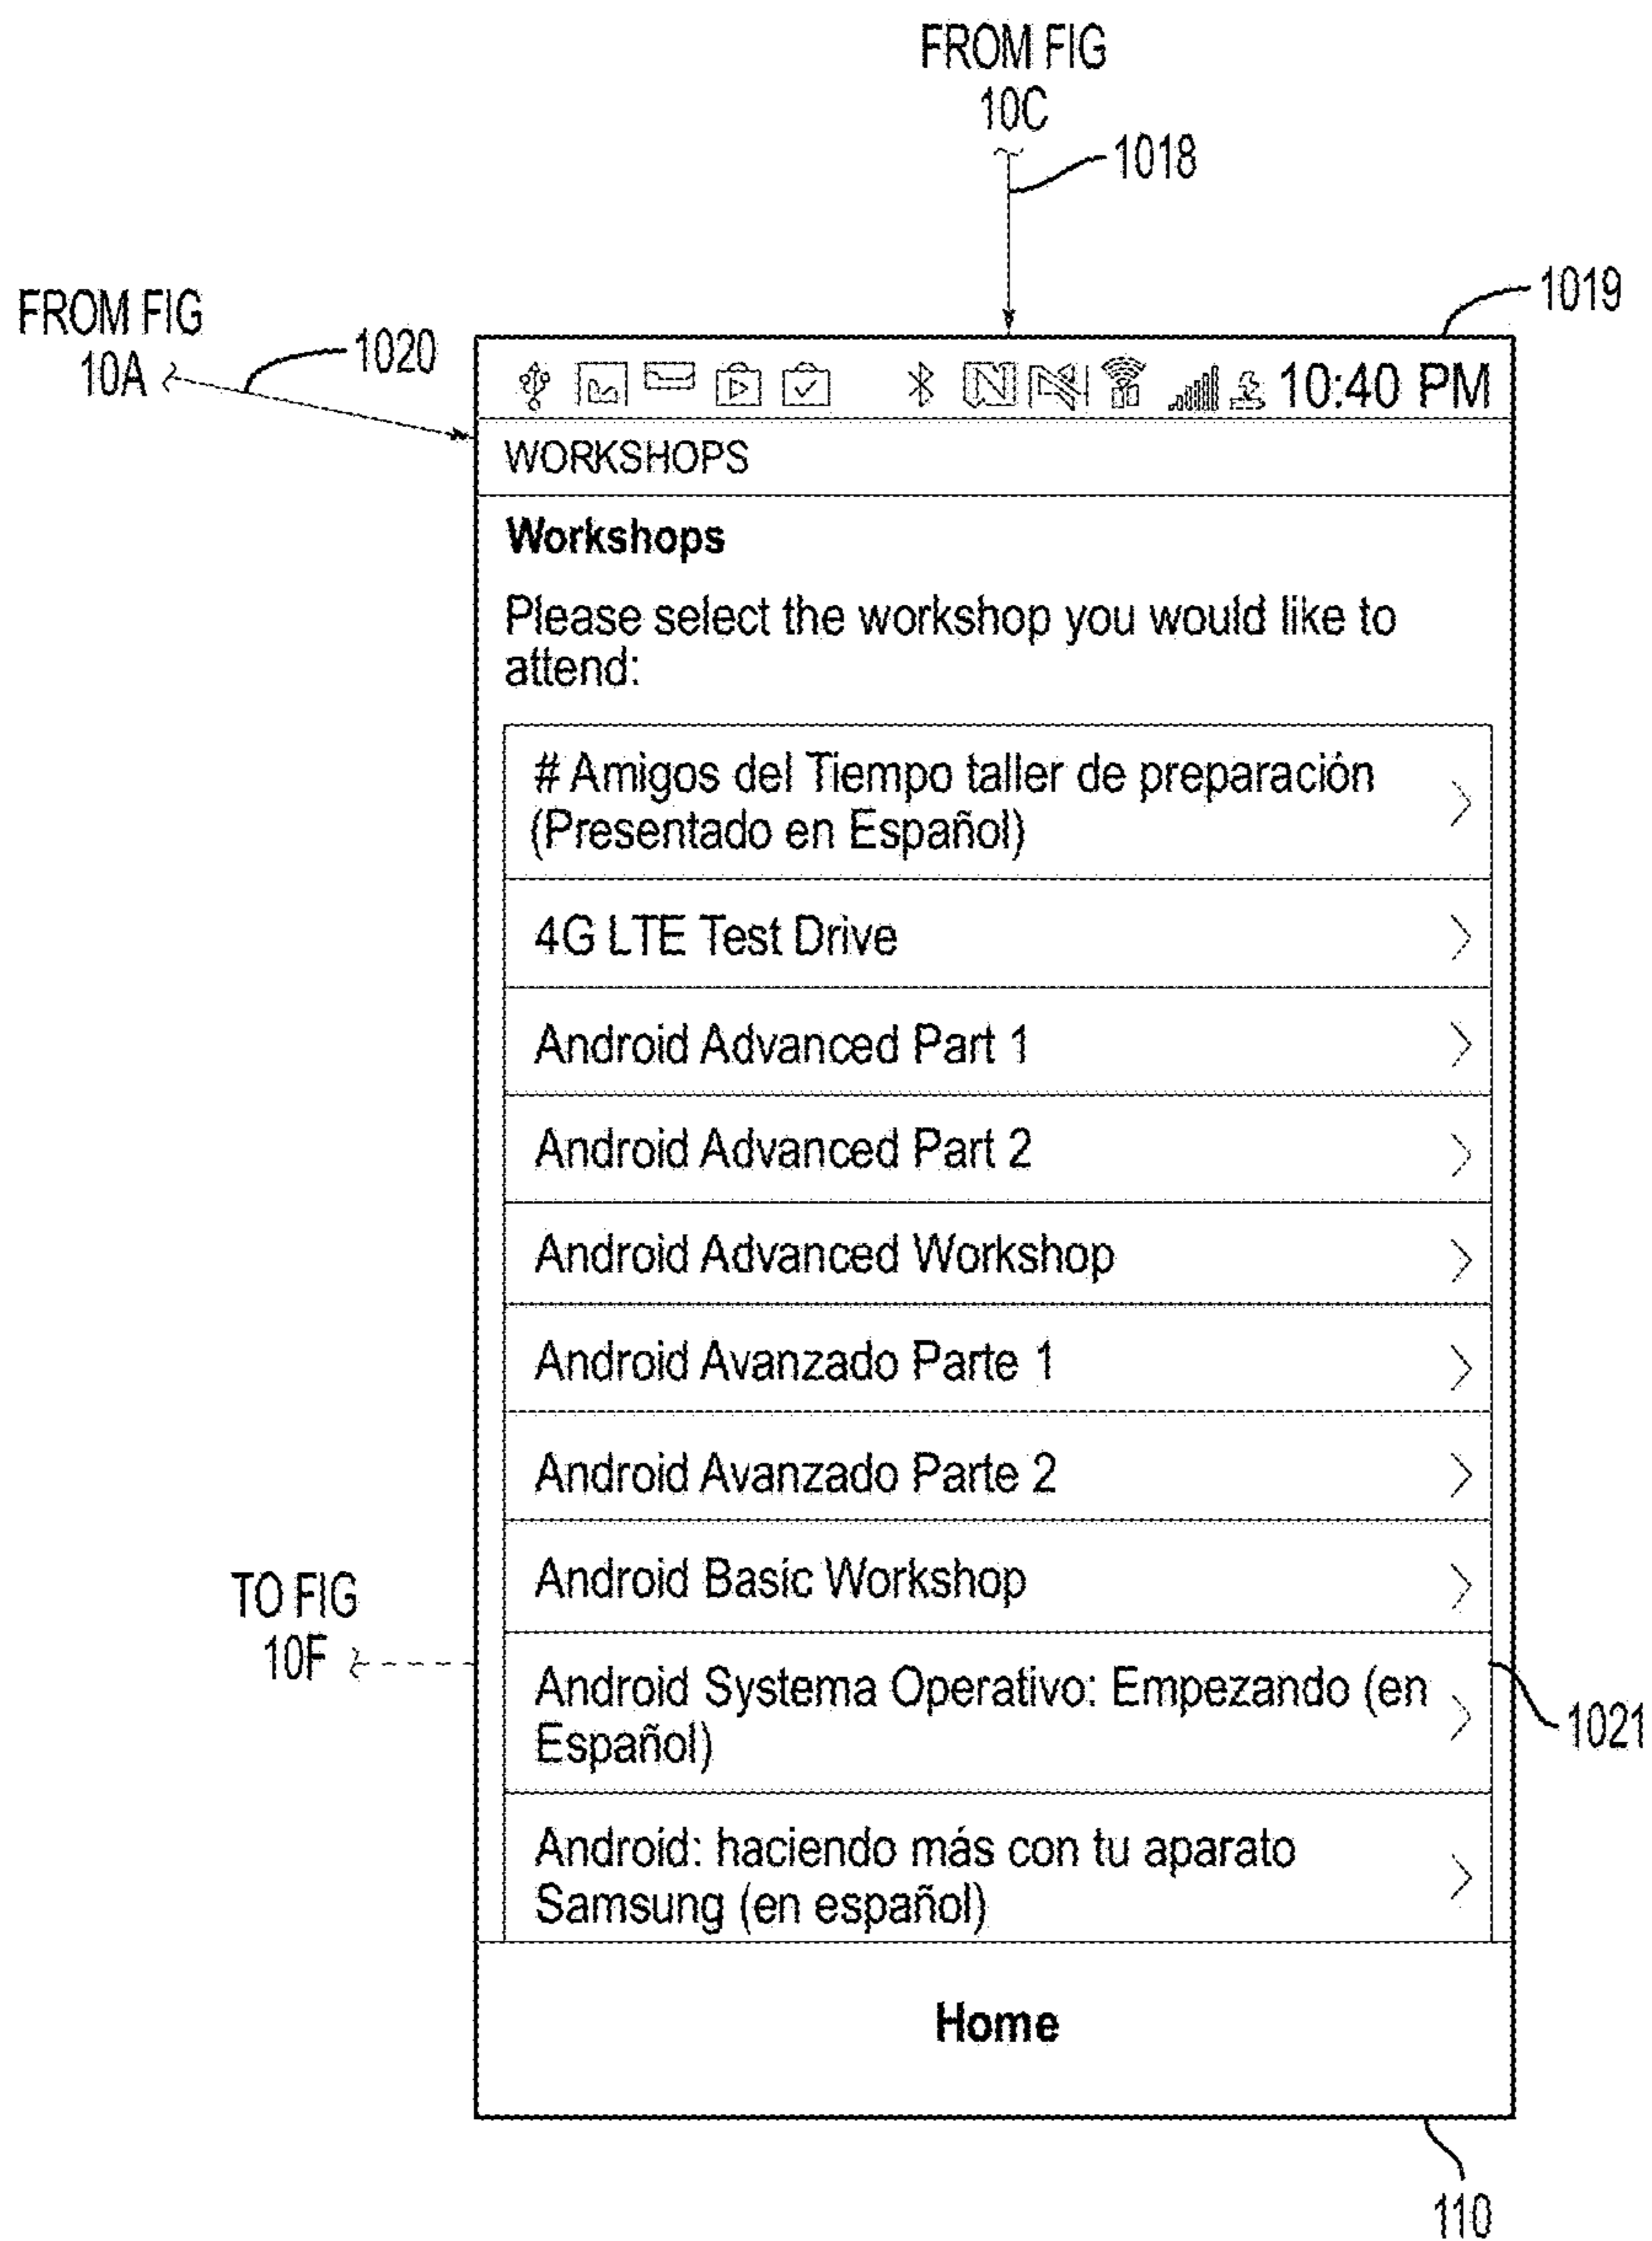 FROM FIG
10C
1018
1019
FROM FIG
10A
1020
10:40 PM
WORKSHOPS
Workshops
Please select the workshop you would like to
attend:
# Amigos del Tiempo taller de preparación
(Presentado en Español)
4G LTE Test Drive
Android Advanced Part 1
Android Advanced Part 2
Android Advanced Workshop
Android Avanzado Parte 1
Android Avanzado Parte 2
Android Basic Workshop
TO FIG
10F
Android Systema Operativo: Empezando (en
Español)
1021
Android: haciendo más con tu aparato
Samsung (en español)
Home
110